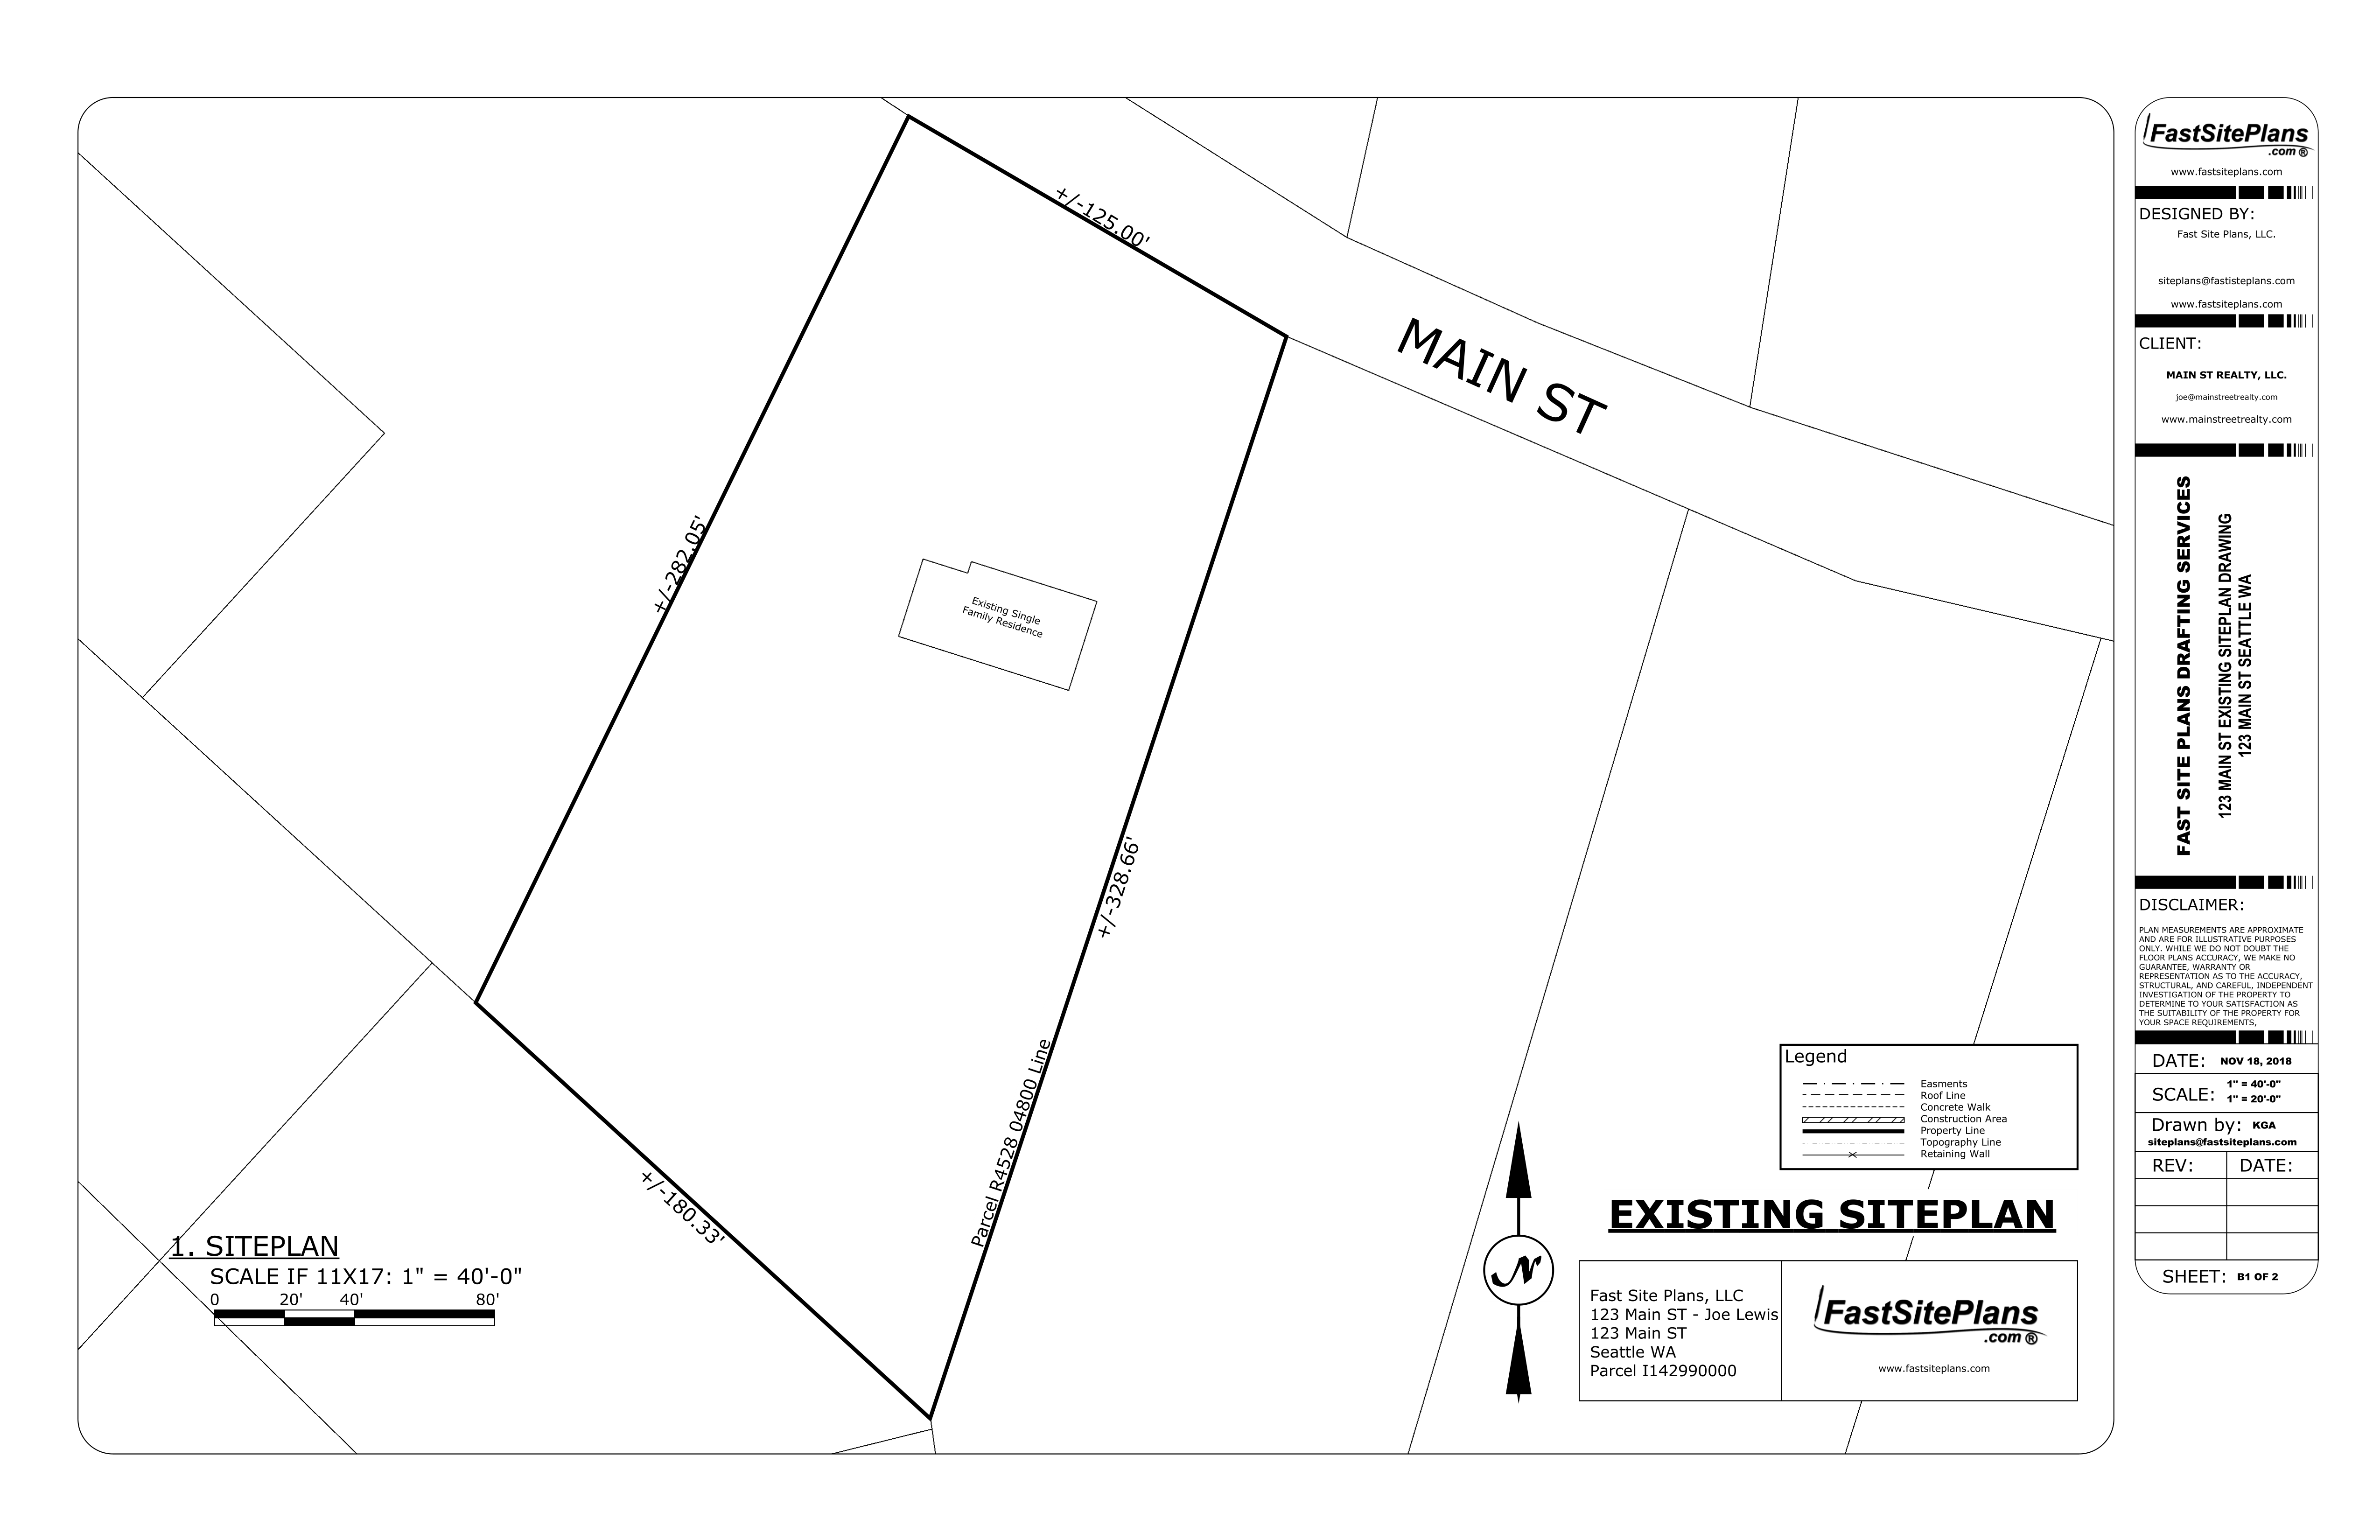 +/-125.00'
MAIN ST
+/-282.05'
Existing Single
Family Residence
+/-328.66'
Parcel R4528 04800 Line
+/-180.33'
1. SITEPLAN
SCALE IF 11X17: 1" = 40'-0"
0 20' 40' 80'
Legend
Easments
Roof Line
Concrete Walk
Construction Area
Property Line
Topography Line
Retaining Wall
N
EXISTING SITEPLAN
Fast Site Plans, LLC
123 Main ST - Joe Lewis
123 Main ST
Seattle WA
Parcel I142990000
FastSitePlans
.com ®
www.fastsiteplans.com
FastSitePlans
.com ®
www.fastsiteplans.com
DESIGNED BY:
Fast Site Plans, LLC.
siteplans@fastisteplans.com
www.fastsiteplans.com
CLIENT:
MAIN ST REALTY, LLC.
joe@mainstreetrealty.com
www.mainstreetrealty.com
FAST SITE PLANS DRAFTING SERVICES
123 MAIN ST EXISTING SITEPLAN DRAWING
123 MAIN ST SEATTLE WA
DISCLAIMER:
PLAN MEASUREMENTS ARE APPROXIMATE
AND ARE FOR ILLUSTRATIVE PURPOSES
ONLY. WHILE WE DO NOT DOUBT THE
FLOOR PLANS ACCURACY, WE MAKE NO
GUARANTEE, WARRANTY OR
REPRESENTATION AS TO THE ACCURACY,
STRUCTURAL, AND CAREFUL, INDEPENDENT
INVESTIGATION OF THE PROPERTY TO
DETERMINE TO YOUR SATISFACTION AS
THE SUITABILITY OF THE PROPERTY FOR
YOUR SPACE REQUIREMENTS,
DATE: NOV 18, 2018
SCALE: 1" = 40'-0"
1" = 20'-0"
Drawn by: KGA
siteplans@fastsiteplans.com
REV: DATE:
SHEET: B1 OF 2